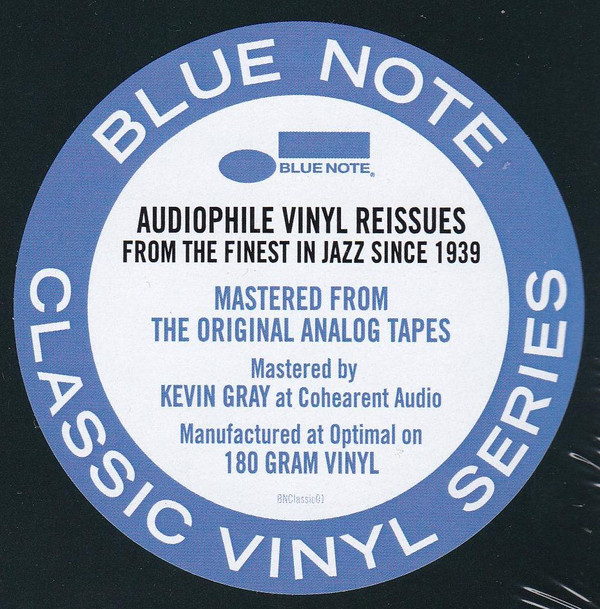 BLUE NOTE
BLUE NOTE®
AUDIOPHILE VINYL REISSUES
FROM THE FINEST IN JAZZ SINCE 1939
MASTERED FROM
THE ORIGINAL ANALOG TAPES
Mastered by
KEVIN GRAY at Cohearent Audio
Manufactured at Optimal on
180 GRAM VINYL
BNClassic01
CLASSIC VINYL SERIES